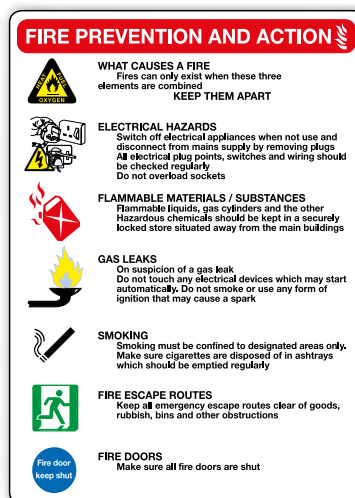 FIRE PREVENTION AND ACTION
HEAT
FUEL
OXYGEN
WHAT CAUSES A FIRE
Fires can only exist when these three
elements are combined
KEEP THEM APART
ELECTRICAL HAZARDS
Switch off electrical appliances when not use and
disconnect from mains supply by removing plugs
All electrical plug points, switches and wiring should
be checked regularly
Do not overload sockets
FLAMMABLE MATERIALS / SUBSTANCES
Flammable liquids, gas cylinders and the other
Hazardous chemicals should be kept in a securely
locked store situated away from the main buildings
GAS LEAKS
On suspicion of a gas leak
Do not touch any electrical devices which may start
automatically. Do not smoke or use any form of
ignition that may cause a spark
SMOKING
Smoking must be confined to designated areas only.
Make sure cigarettes are disposed of in ashtrays
which should be emptied regularly
FIRE ESCAPE ROUTES
Keep all emergency escape routes clear of goods,
rubbish, bins and other obstructions
Fire door
keep shut
FIRE DOORS
Make sure all fire doors are shut